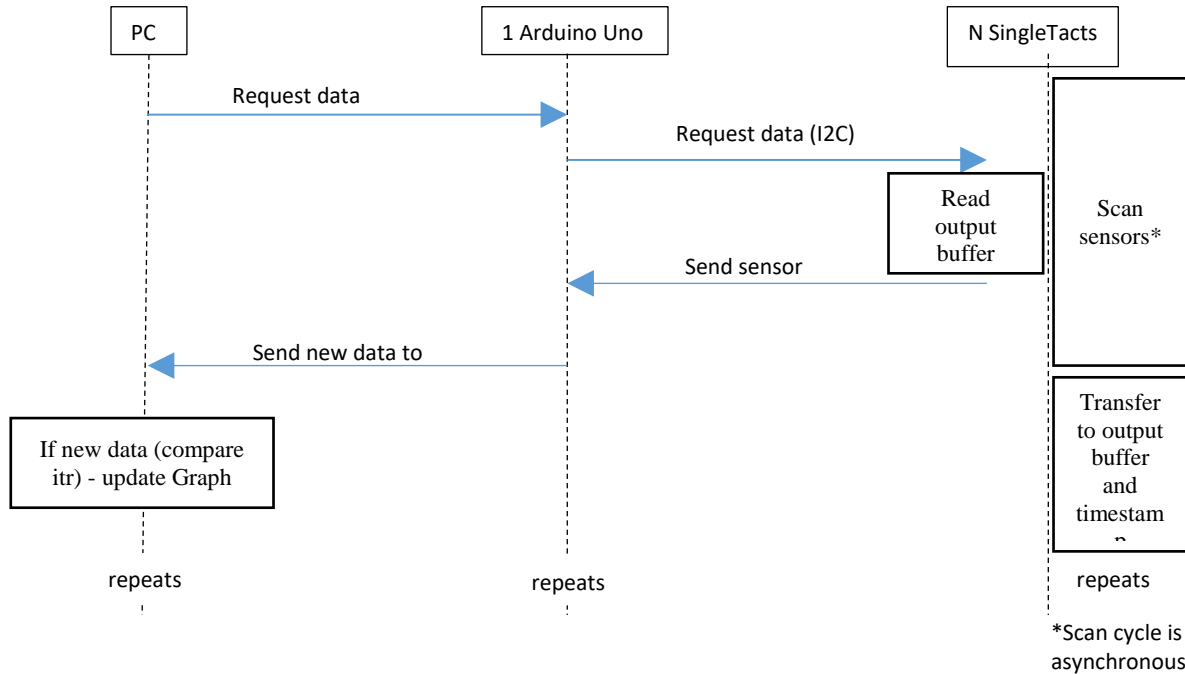 PC
1 Arduino Uno
N SingleTacts
Request data
Request data (I2C)
Read
output
buffer
Scan
sensors*
Send sensor
Send new data to
If new data (compare
itr) - update Graph
Transfer
to output
buffer
and
timestam
p
repeats
repeats
repeats
*Scan cycle is
asynchronous